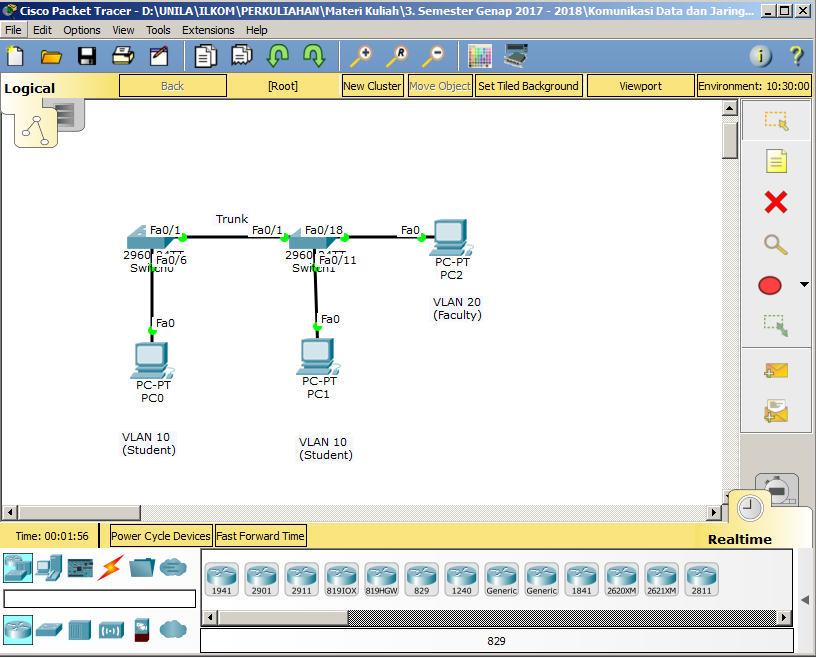 Cisco Packet Tracer - D:\UNILA\ILKOM\PERKULIAHAN\Materi Kuliah\3. Semester Genap 2017 - 2018\Komunikasi Data dan Jaring...
File Edit Options View Tools Extensions Help
Logical
Back
[Root]
New Cluster
Move Object
Set Tiled Background
Viewport
Environment: 10:30:00
Trunk
Fa0/1
Fa0/1
Fa0/18
Fa0
2960-24TT
Switch0
Fa0/6
2960-24TT
Switch1
Fa0/11
PC-PT
PC2
VLAN 20
(Faculty)
Fa0
Fa0
PC-PT
PC0
PC-PT
PC1
VLAN 10
(Student)
VLAN 10
(Student)
Time: 00:01:56
Power Cycle Devices
Fast Forward Time
Realtime
1941 2901 2911 819IOX 819HGW 829 1240 Generic Generic 1841 2620XM 2621XM 2811
829